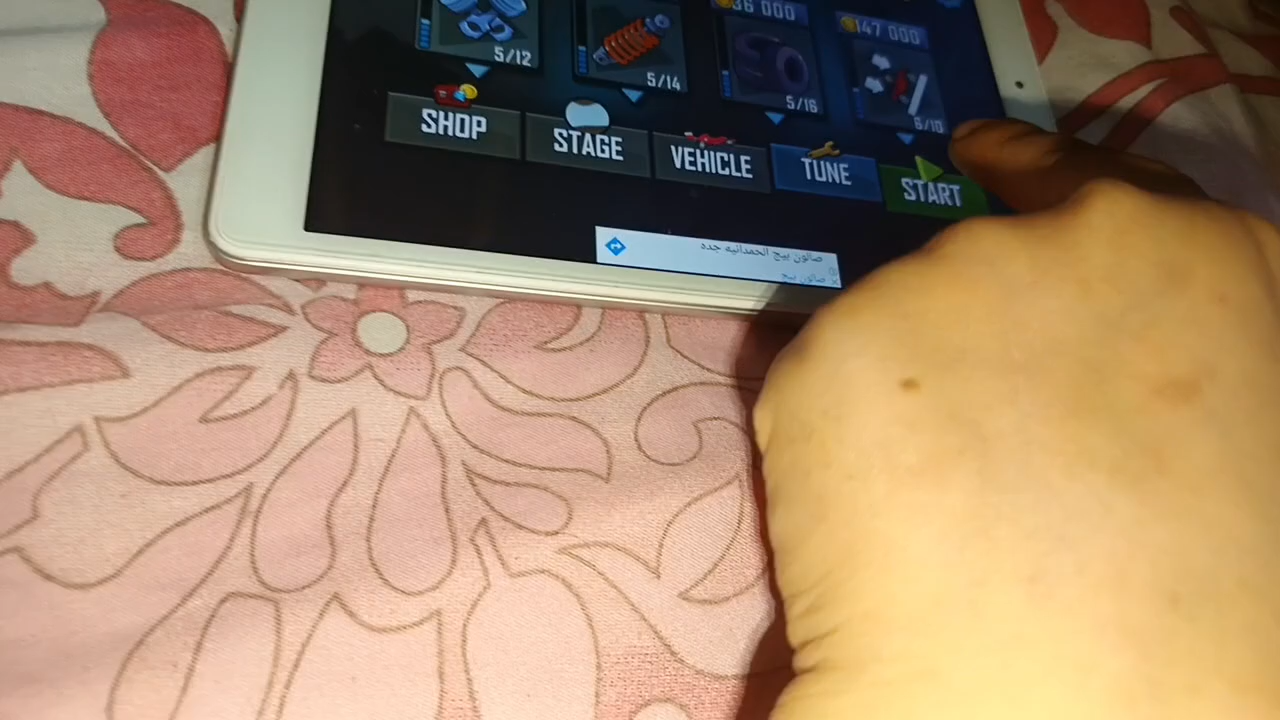 36 000
147 000
5/12
5/14
5/16
6/10
SHOP
STAGE
VEHICLE
TUNE
START
صالون بيج الحمدانيه جده
صالون بيج